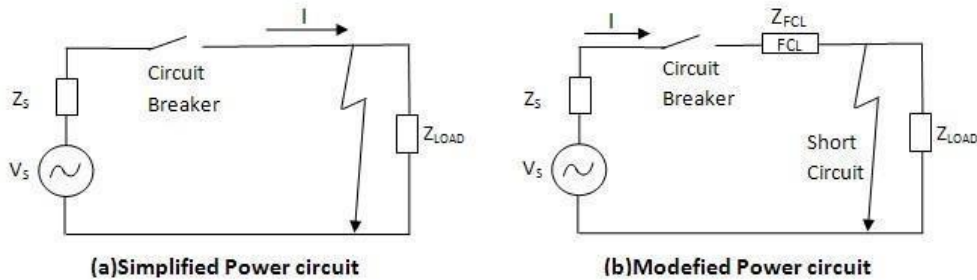 I
Circuit
Breaker
Z_S
Z_LOAD
V_S
(a)Simplified Power circuit
I
Z_FCL
FCL
Circuit
Breaker
Z_S
Z_LOAD
Short
Circuit
V_S
(b)Modefied Power circuit